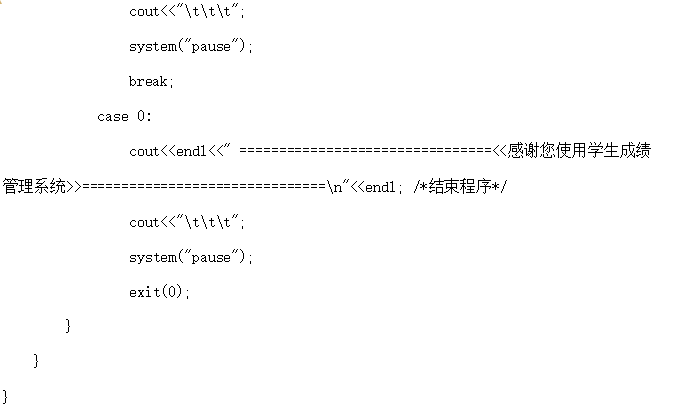 cout<<"\t\t\t";
system("pause");
break;
case 0:
cout<<endl<<" ================================<<感谢您使用学生成绩
管理系统>>===============================\n"<<endl; /*结束程序*/
cout<<"\t\t\t";
system("pause");
exit(0);
}
}
}